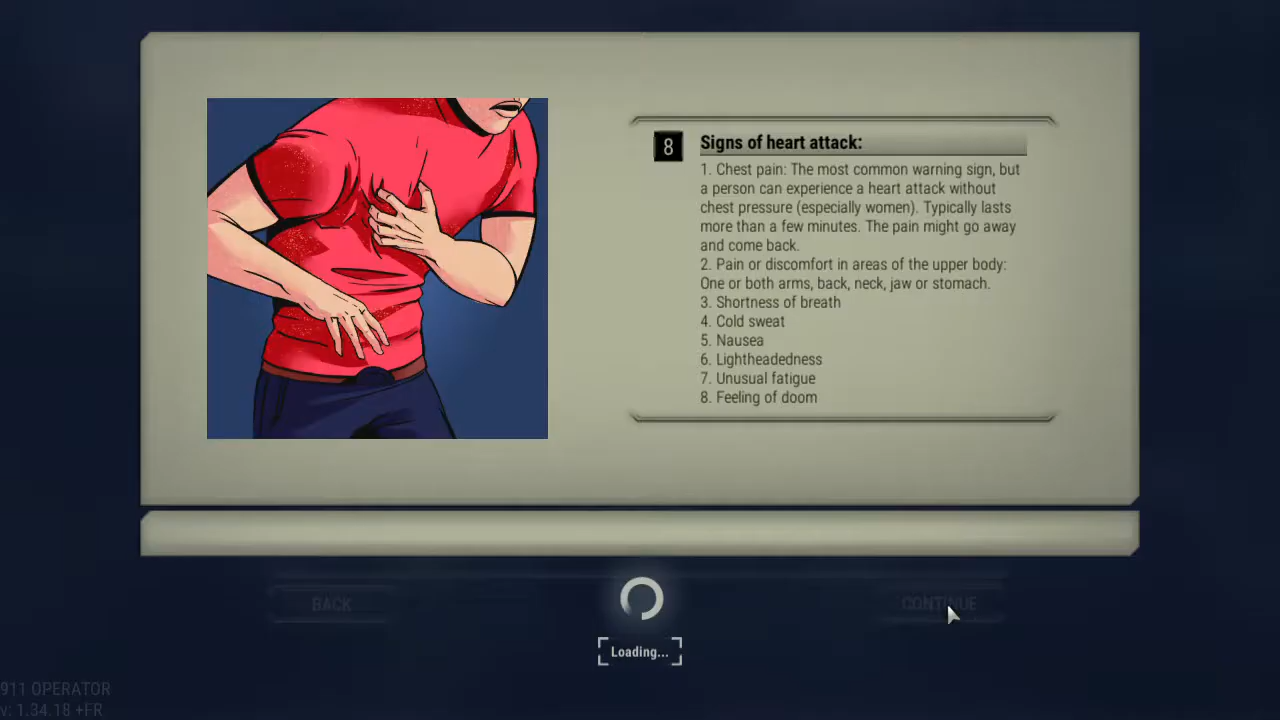 8
Signs of heart attack:
1. Chest pain: The most common warning sign, but
a person can experience a heart attack without
chest pressure (especially women). Typically lasts
more than a few minutes. The pain might go away
and come back.
2. Pain or discomfort in areas of the upper body:
One or both arms, back, neck, jaw or stomach.
3. Shortness of breath
4. Cold sweat
5. Nausea
6. Lightheadedness
7. Unusual fatigue
8. Feeling of doom
BACK
CONTINUE
Loading...
911 OPERATOR
v: 1.34.18 +FR